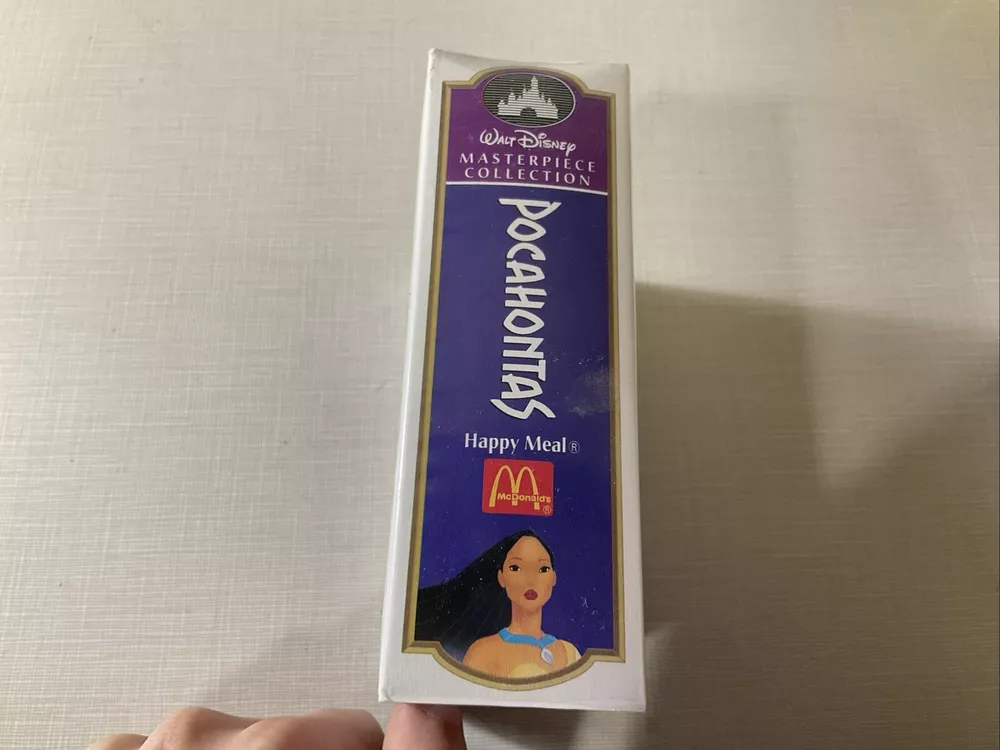 Walt Disney
MASTERPIECE
COLLECTION
POCAHONTAS
Happy Meal®
McDonald's
®